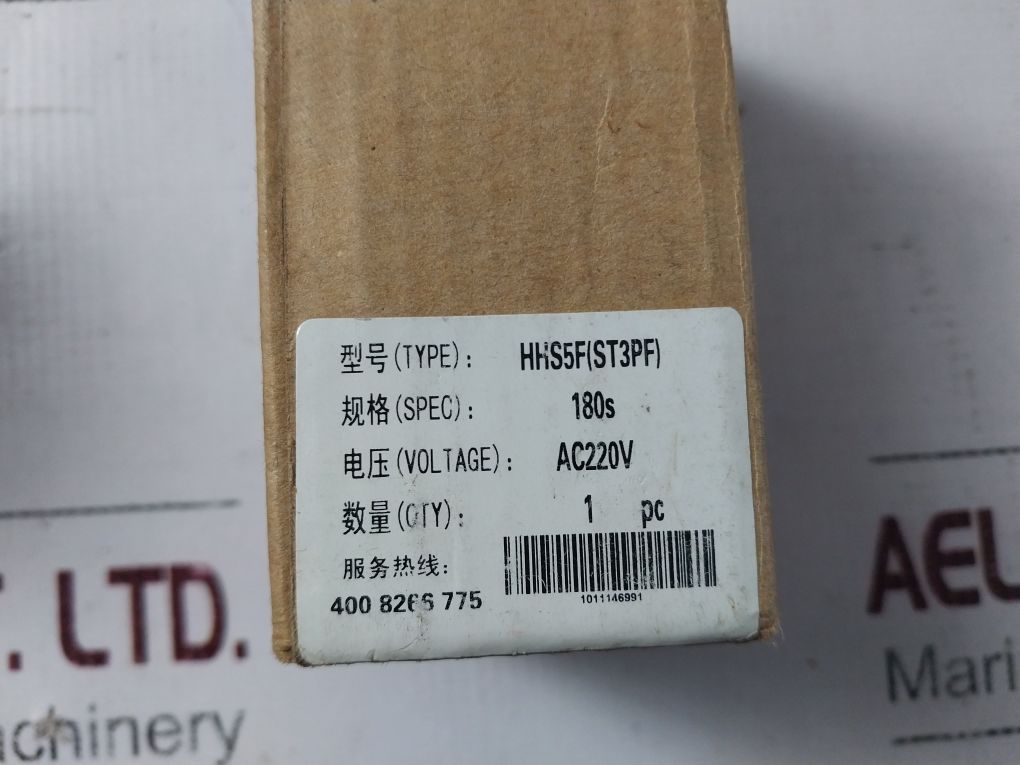 型号(TYPE): HHS5F(ST3PF)
规格(SPEC): 180s
电压(VOLTAGE): AC220V
数量(QTY): 1 pc
服务热线:
400 8266 775
1011146991
. LTD.
achinery
AEL
Mari